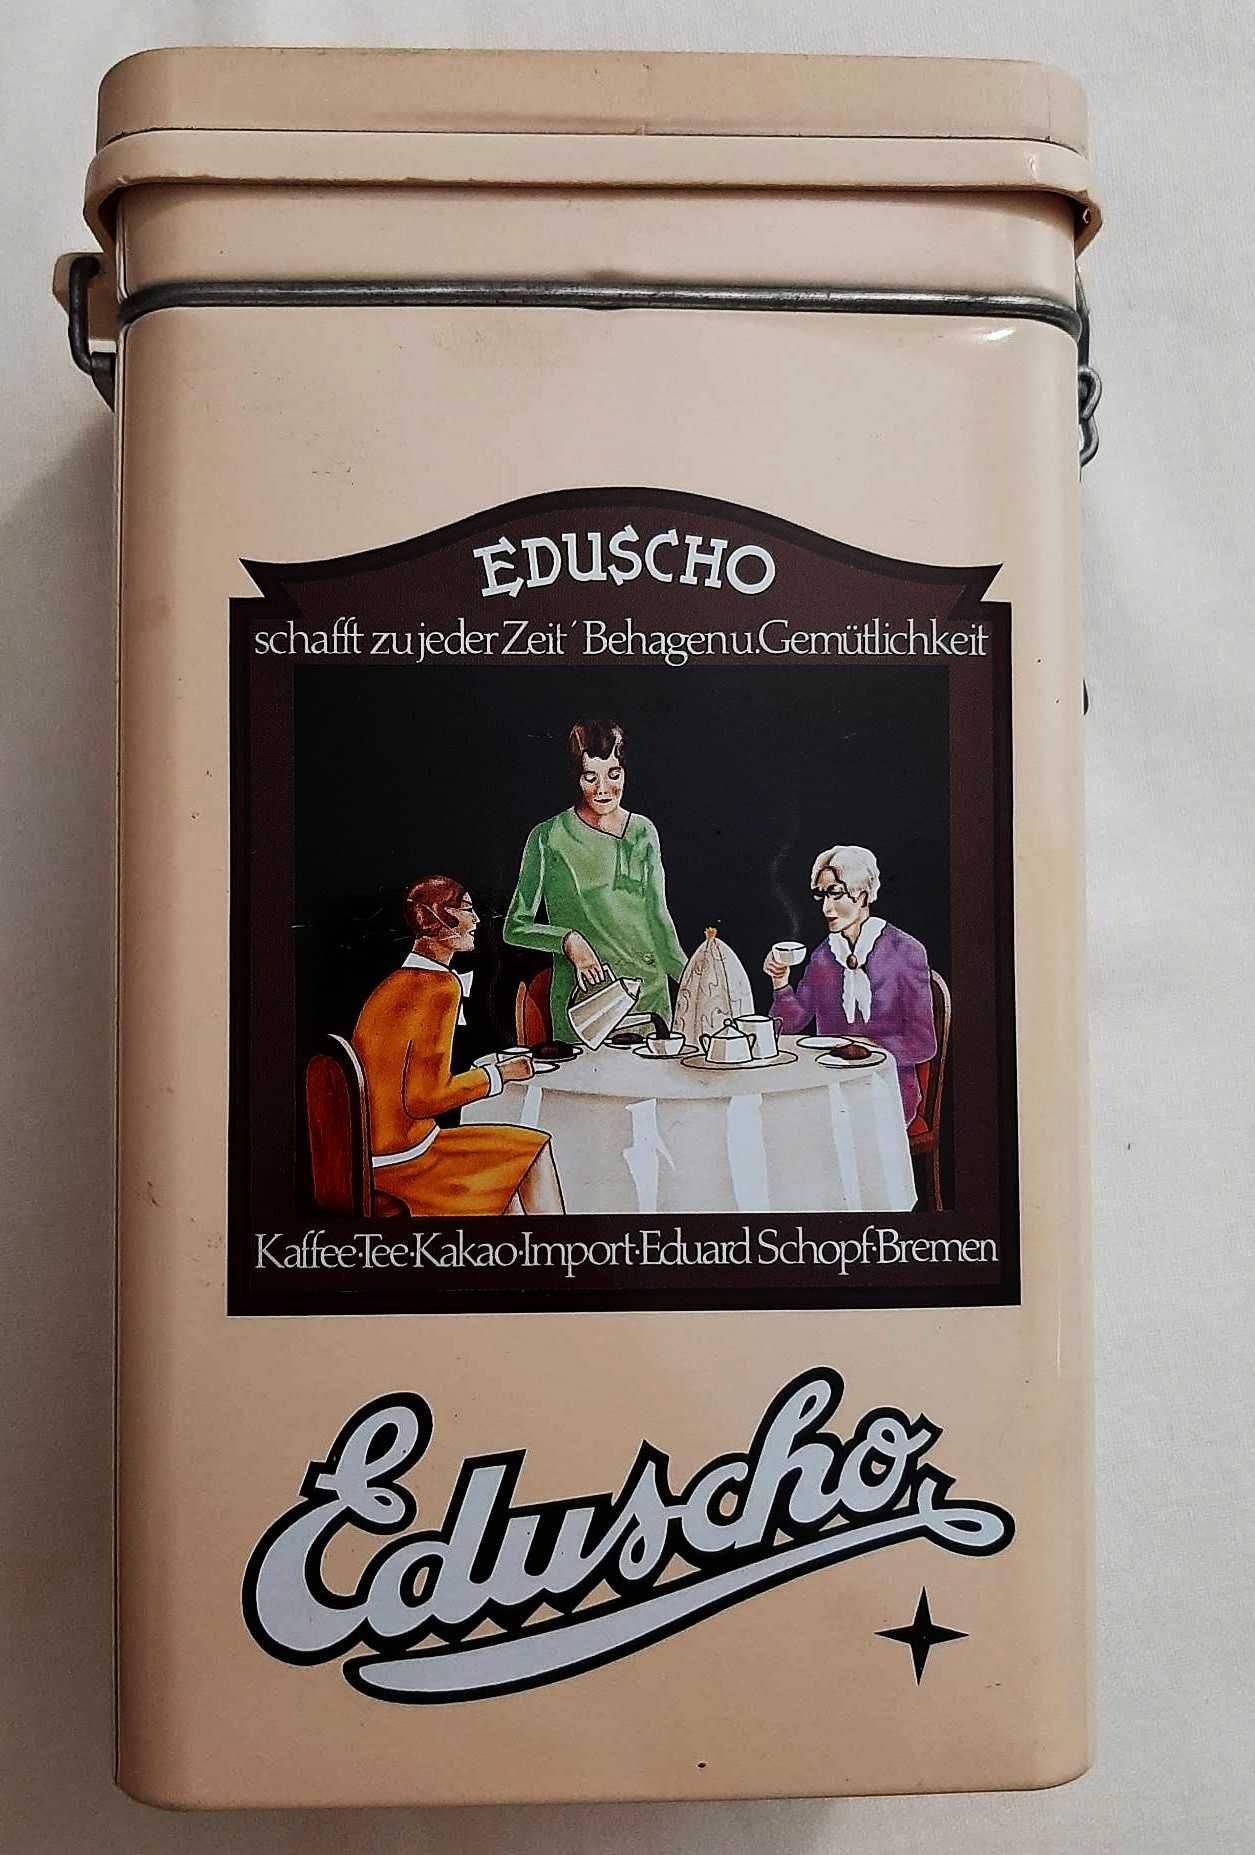 EDUSCHO
schafft zu jeder Zeit´ Behagen u. Gemütlichkeit
Kaffee·Tee·Kakao·Import·Eduard Schopf·Bremen
Eduscho